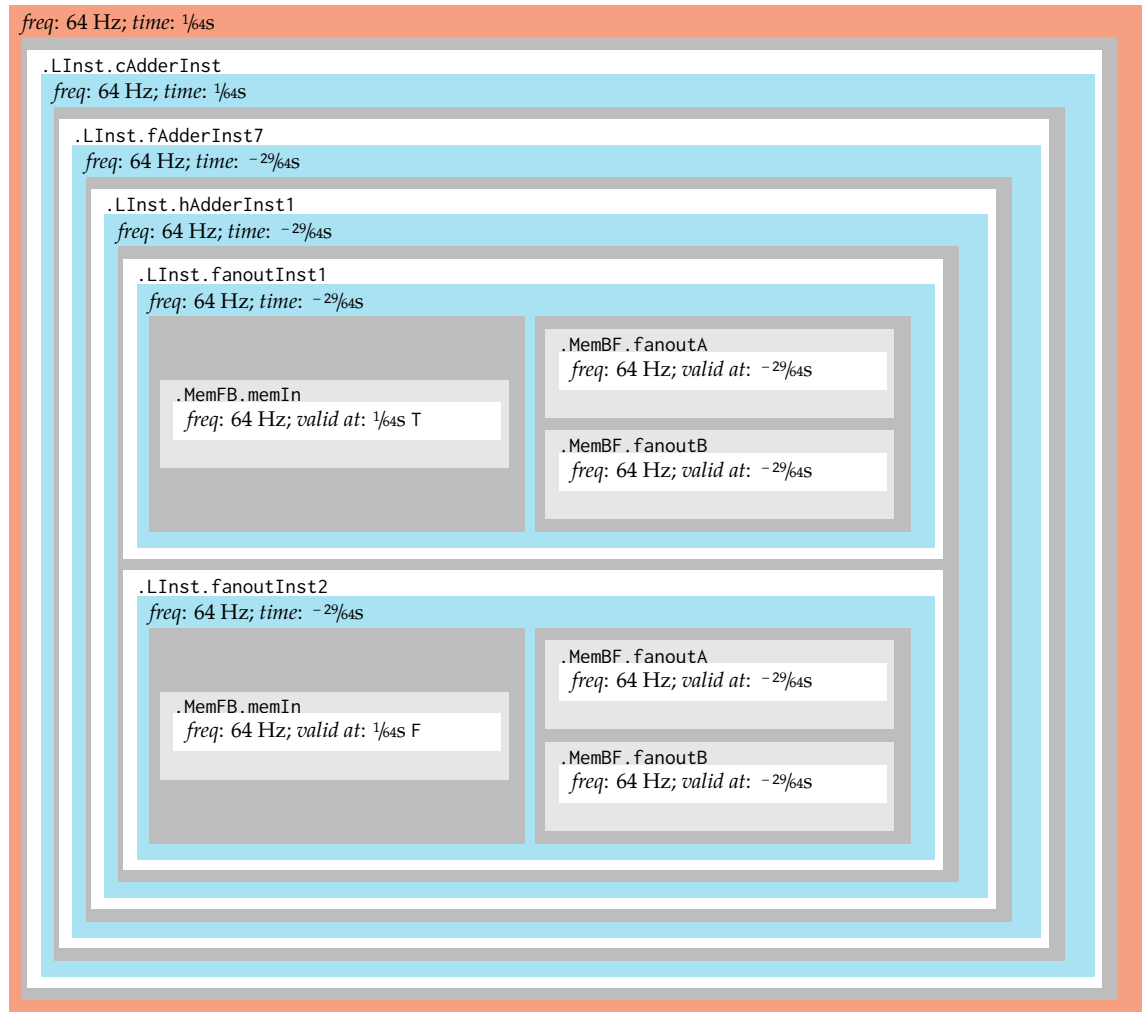 freq: 64 Hz; time: 1/64s
.LInst.cAdderInst
freq: 64 Hz; time: 1/64s
.LInst.fAdderInst7
freq: 64 Hz; time: −29/64s
.LInst.hAdderInst1
freq: 64 Hz; time: −29/64s
.LInst.fanoutInst1
freq: 64 Hz; time: −29/64s
.MemFB.memIn
freq: 64 Hz; valid at: 1/64s T
.MemBF.fanoutA
freq: 64 Hz; valid at: −29/64s
.MemBF.fanoutB
freq: 64 Hz; valid at: −29/64s
.LInst.fanoutInst2
freq: 64 Hz; time: −29/64s
.MemFB.memIn
freq: 64 Hz; valid at: 1/64s F
.MemBF.fanoutA
freq: 64 Hz; valid at: −29/64s
.MemBF.fanoutB
freq: 64 Hz; valid at: −29/64s